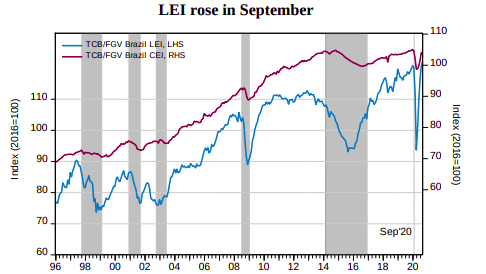 LEI rose in September
TCB/FGV Brazil LEI, LHS
TCB/FGV Brazil CEI, RHS
Index (2016=100)
110
100
90
80
70
60
110
100
90
80
70
60
Index (2016=100)
Sep'20
96 98 00 02 04 06 08 10 12 14 16 18 20